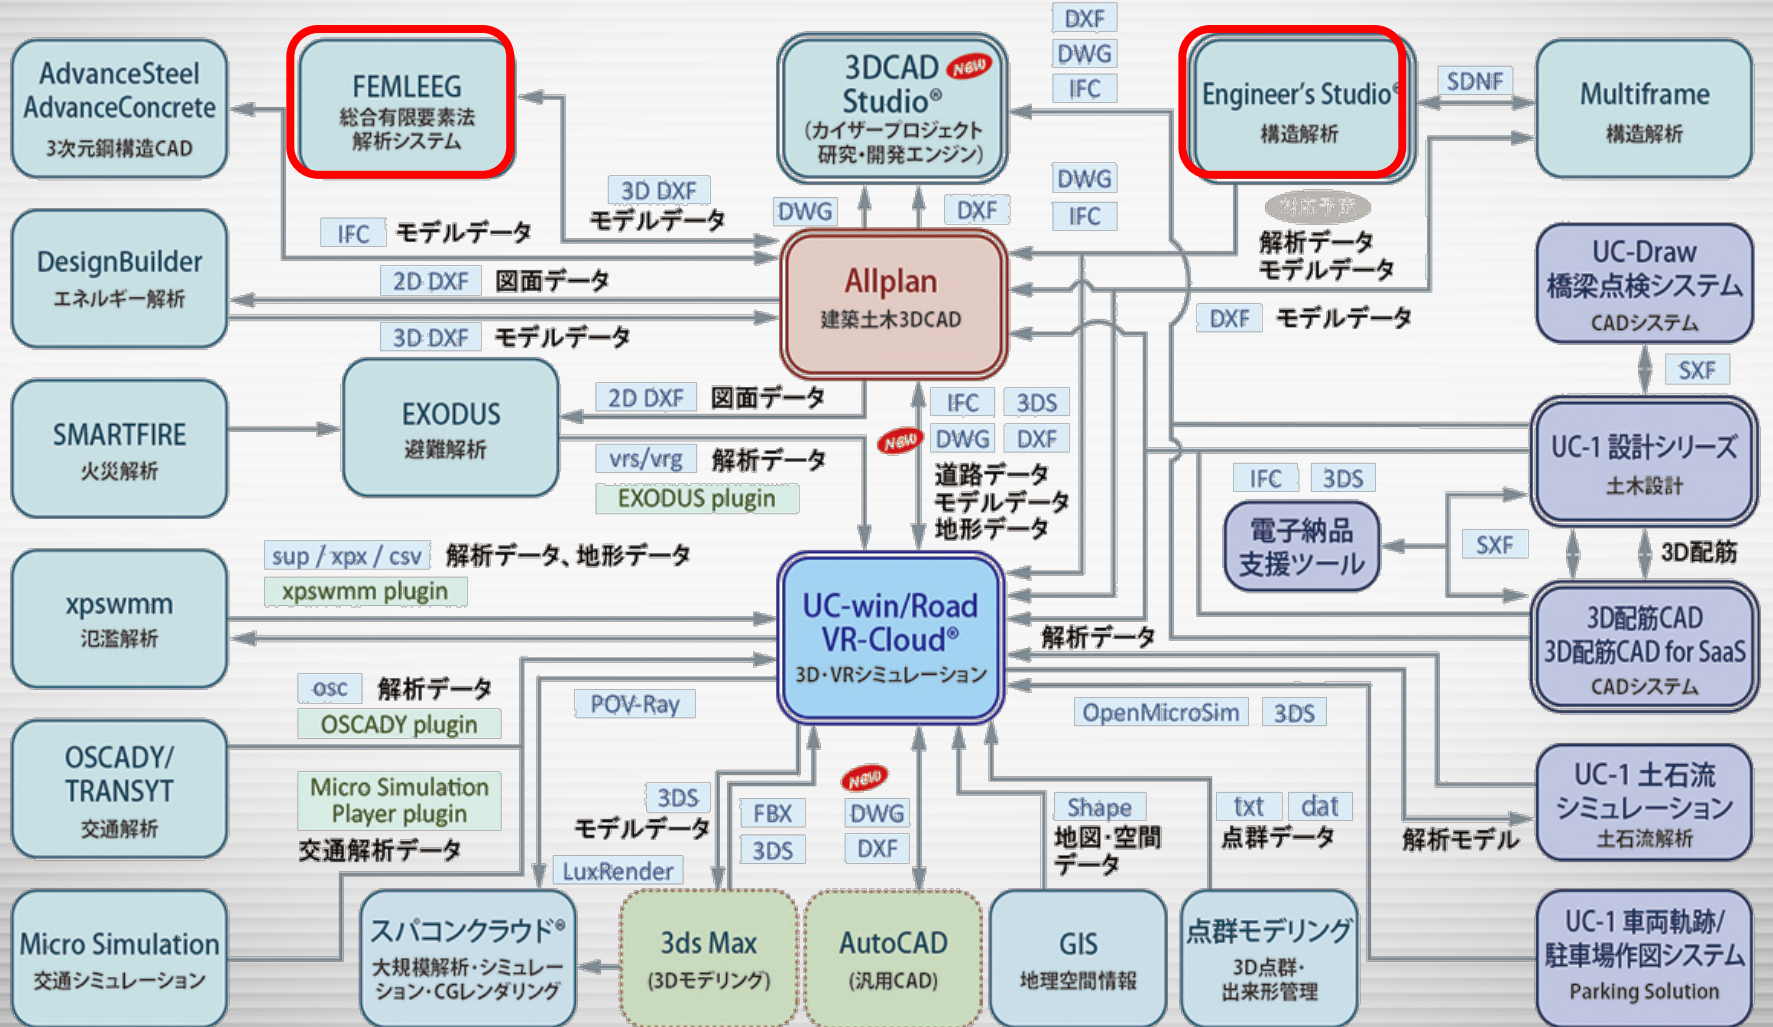 AdvanceSteel
AdvanceConcrete
3次元鋼構造CAD
FEMLEEG
総合有限要素法
解析システム
3DCAD
New
Studio®
(カイザープロジェクト
研究・開発エンジン)
DXF
DWG
IFC
Engineer's Studio®
構造解析
SDNF
Multiframe
構造解析
3D DXF
モデルデータ
IFC
モデルデータ
DWG
DXF
DWG
IFC
対応予定
解析データ
モデルデータ
DesignBuilder
エネルギー解析
2D DXF
図面データ
3D DXF
モデルデータ
Allplan
建築土木3DCAD
DXF
モデルデータ
UC-Draw
橋梁点検システム
CADシステム
SXF
SMARTFIRE
火災解析
EXODUS
避難解析
2D DXF
図面データ
vrs/vrg
解析データ
EXODUS plugin
IFC
3DS
New
DWG
DXF
道路データ
モデルデータ
地形データ
UC-1 設計シリーズ
土木設計
IFC
3DS
電子納品
支援ツール
SXF
3D配筋
xpswmm
氾濫解析
sup / xpx / csv
解析データ、地形データ
xpswmm plugin
UC-win/Road
VR-Cloud®
3D・VRシミュレーション
解析データ
3D配筋CAD
3D配筋CAD for SaaS
CADシステム
osc
解析データ
OSCADY plugin
POV-Ray
OpenMicroSim
3DS
OSCADY/
TRANSYT
交通解析
Micro Simulation
Player plugin
交通解析データ
3DS
モデルデータ
FBX
3DS
New
DWG
DXF
Shape
地図・空間
データ
txt
dat
点群データ
解析モデル
UC-1 土石流
シミュレーション
土石流解析
LuxRender
Micro Simulation
交通シミュレーション
スパコンクラウド®
大規模解析・シミュレー
ション・CGレンダリング
3ds Max
(3Dモデリング)
AutoCAD
(汎用CAD)
GIS
地理空間情報
点群モデリング
3D点群・
出来形管理
UC-1 車両軌跡/
駐車場作図システム
Parking Solution